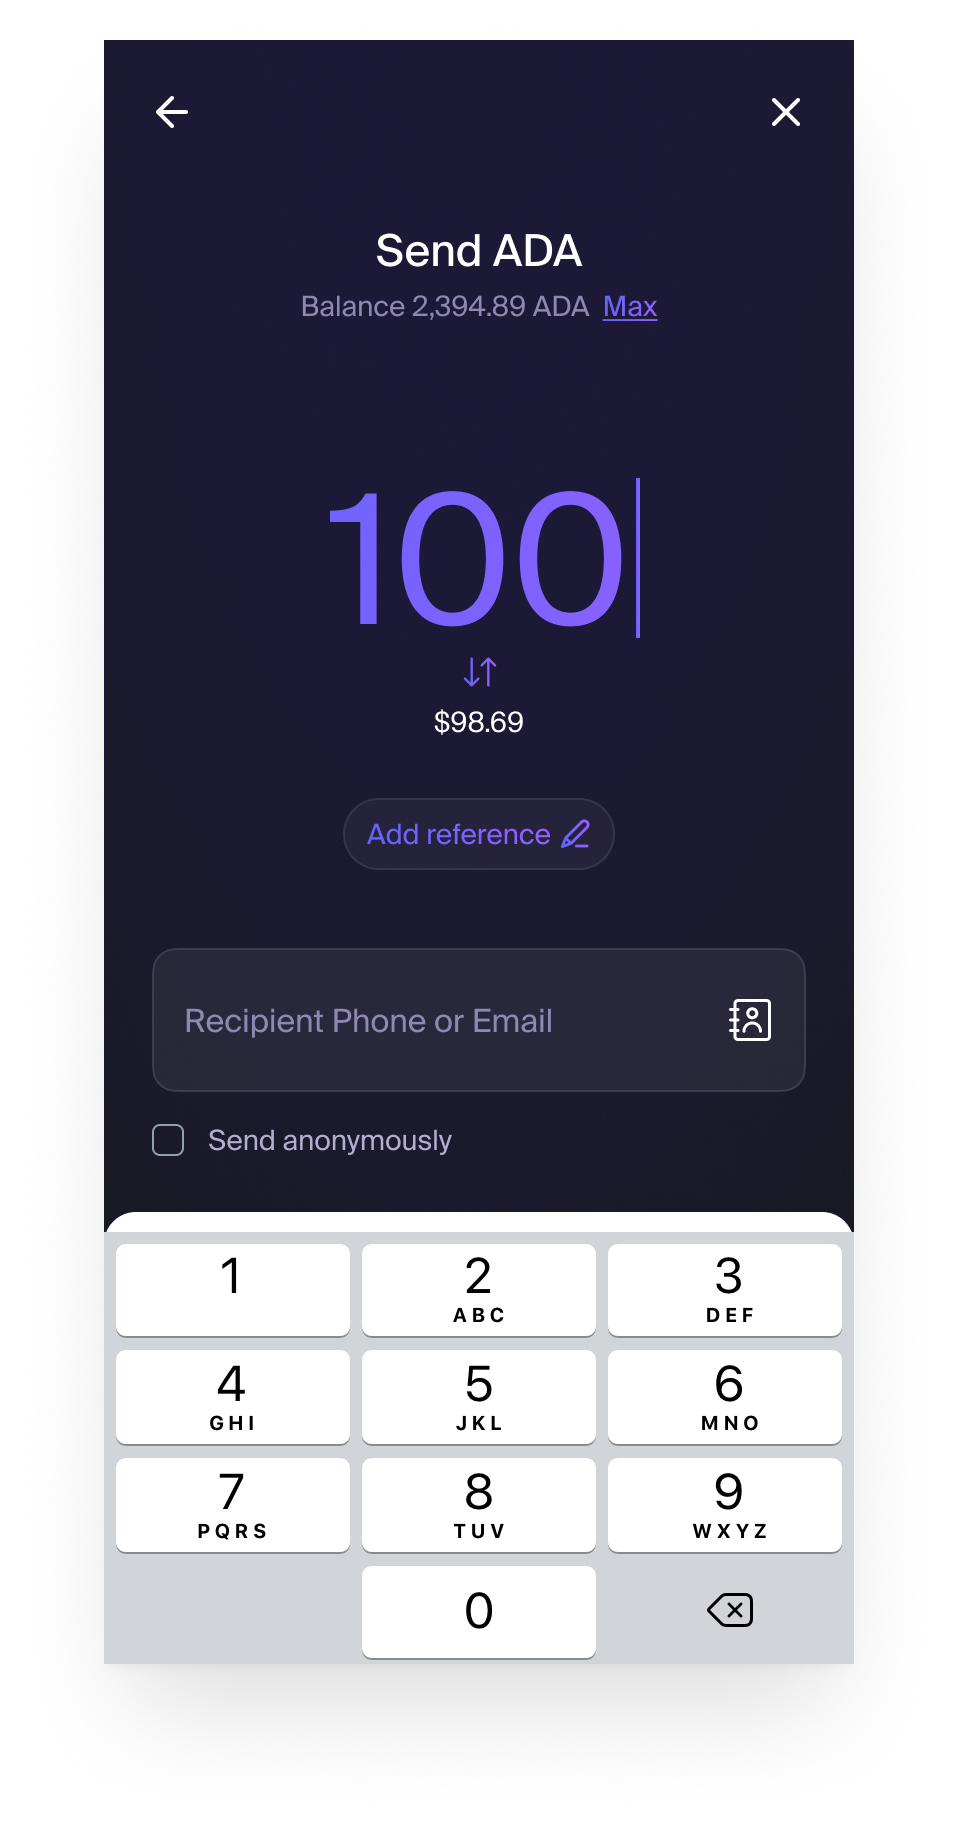 Send ADA
Balance 2,394.89 ADA Max
100
$98.69
Add reference
Recipient Phone or Email
Send anonymously
1 2 3
ABC DEF
4 5 6
GHI JKL MNO
7 8 9
PQRS TUV WXYZ
0